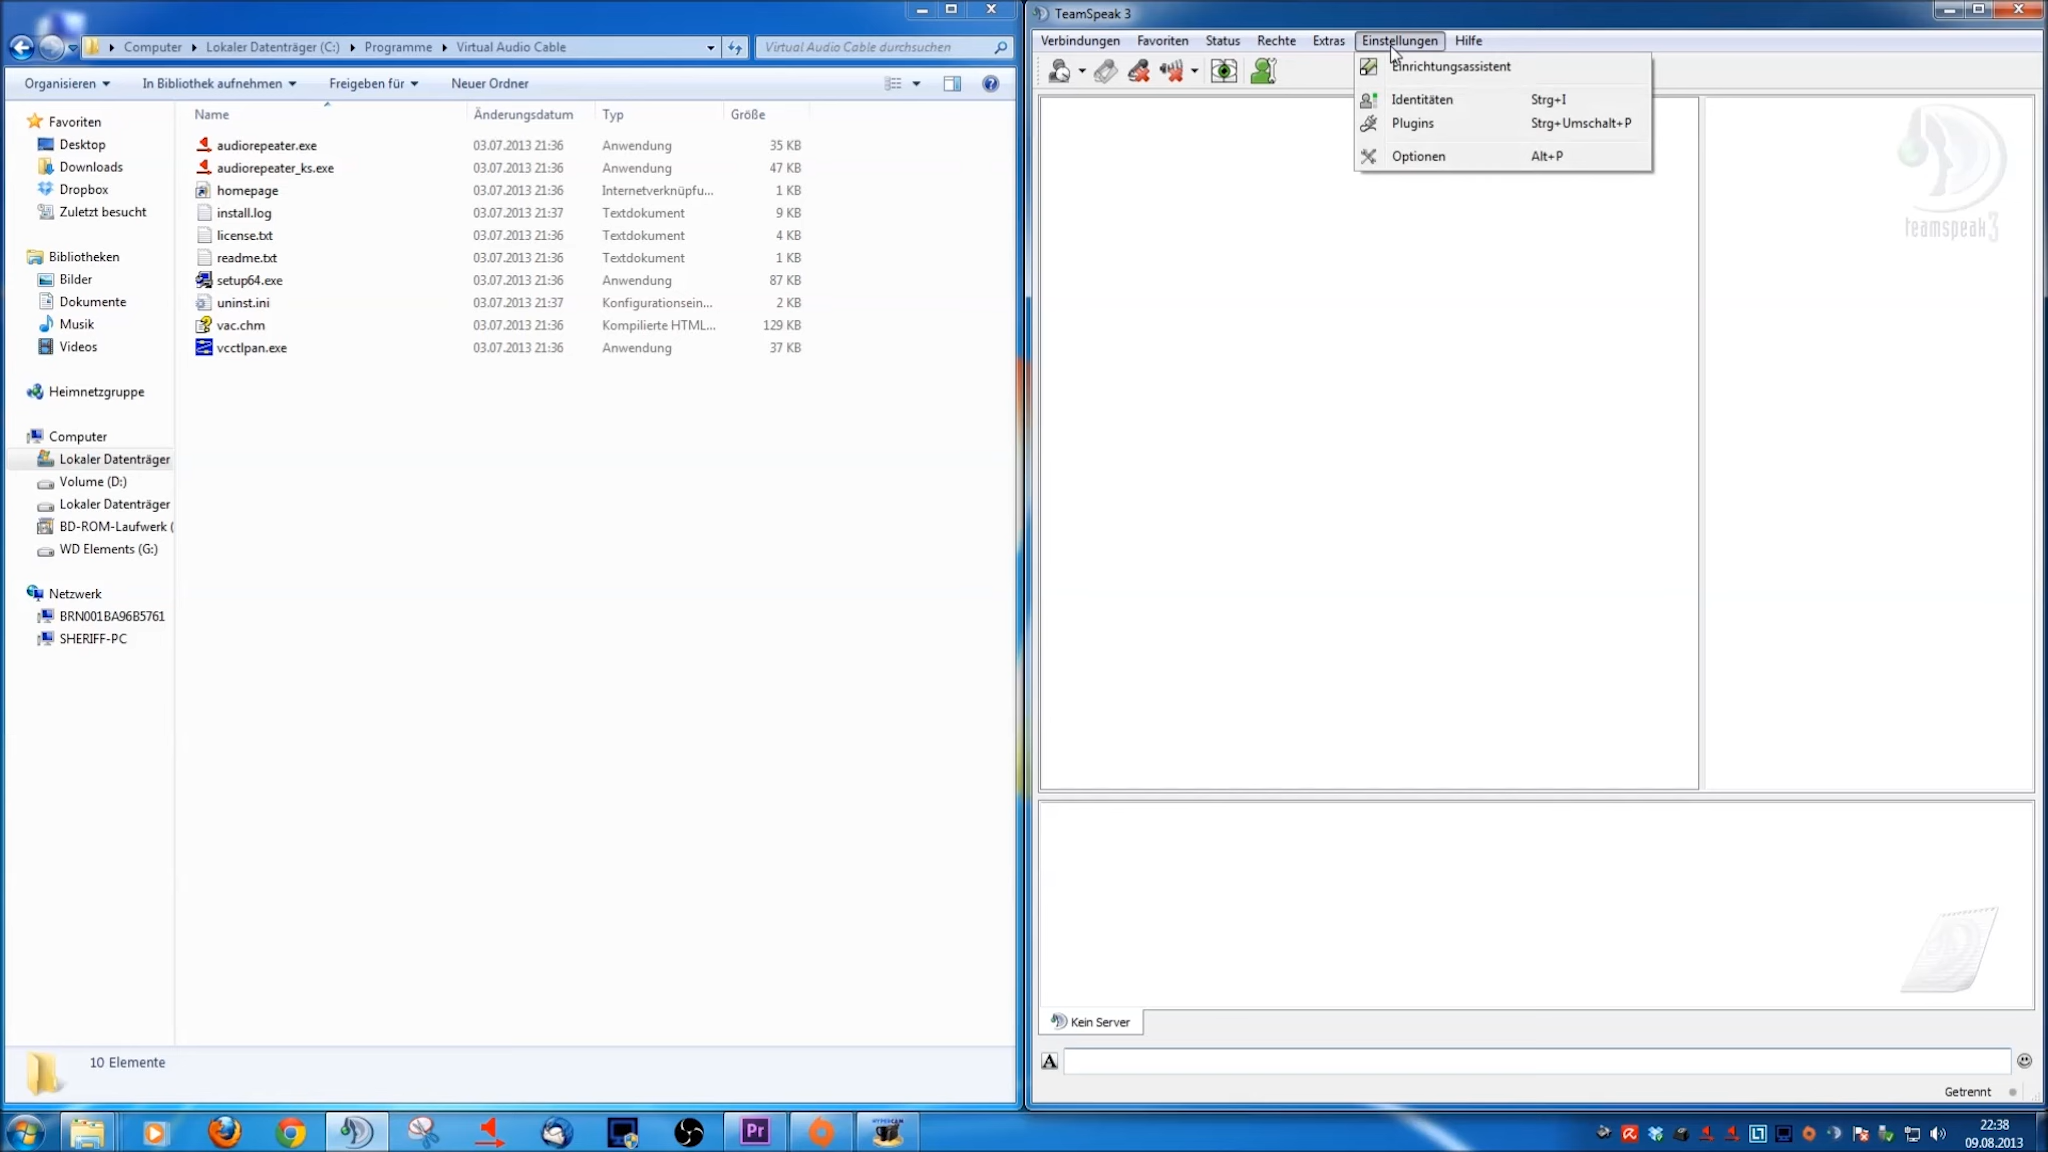 Computer Lokaler Datenträger (C:) Programme Virtual Audio Cable
Virtual Audio Cable durchsuchen
Organisieren In Bibliothek aufnehmen Freigeben für Neuer Ordner
Name Änderungsdatum Typ Größe
audiorepeater.exe 03.07.2013 21:36 Anwendung 35 KB
audiorepeater_ks.exe 03.07.2013 21:36 Anwendung 47 KB
homepage 03.07.2013 21:36 Internetverknüpfu... 1 KB
install.log 03.07.2013 21:37 Textdokument 9 KB
license.txt 03.07.2013 21:36 Textdokument 4 KB
readme.txt 03.07.2013 21:36 Textdokument 1 KB
setup64.exe 03.07.2013 21:36 Anwendung 87 KB
uninst.ini 03.07.2013 21:37 Konfigurationsein... 2 KB
vac.chm 03.07.2013 21:36 Kompilierte HTML... 129 KB
vcctlpan.exe 03.07.2013 21:36 Anwendung 37 KB
Favoriten
Desktop
Downloads
Dropbox
Zuletzt besucht
Bibliotheken
Bilder
Dokumente
Musik
Videos
Heimnetzgruppe
Computer
Lokaler Datenträger
Volume (D:)
Lokaler Datenträger
BD-ROM-Laufwerk (
WD Elements (G:)
Netzwerk
BRN001BA96B5761
SHERIFF-PC
10 Elemente
TeamSpeak 3
Verbindungen Favoriten Status Rechte Extras Einstellungen Hilfe
Einrichtungsassistent
Identitäten Strg+I
Plugins Strg+Umschalt+P
Optionen Alt+P
teamspeak3
Kein Server
A
Getrennt
Pr
HYPERCAM
22:38
09.08.2013